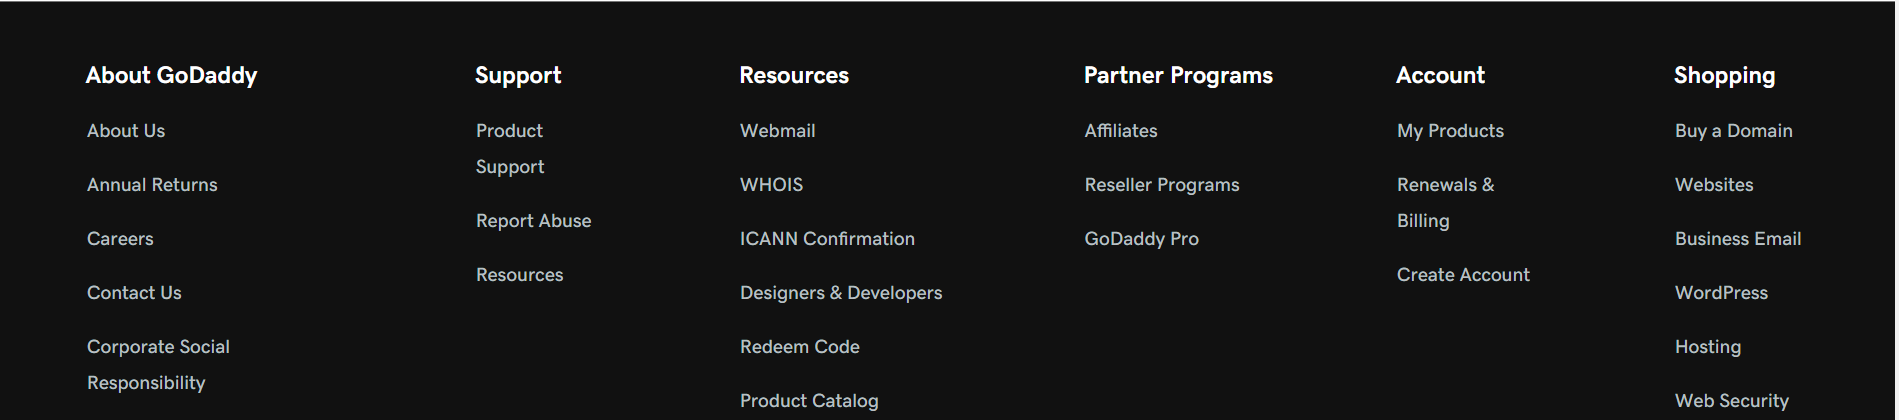 About GoDaddy
About Us
Annual Returns
Careers
Contact Us
Corporate Social
Responsibility
Support
Product
Support
Report Abuse
Resources
Resources
Webmail
WHOIS
ICANN Confirmation
Designers & Developers
Redeem Code
Product Catalog
Partner Programs
Affiliates
Reseller Programs
GoDaddy Pro
Account
My Products
Renewals &
Billing
Create Account
Shopping
Buy a Domain
Websites
Business Email
WordPress
Hosting
Web Security